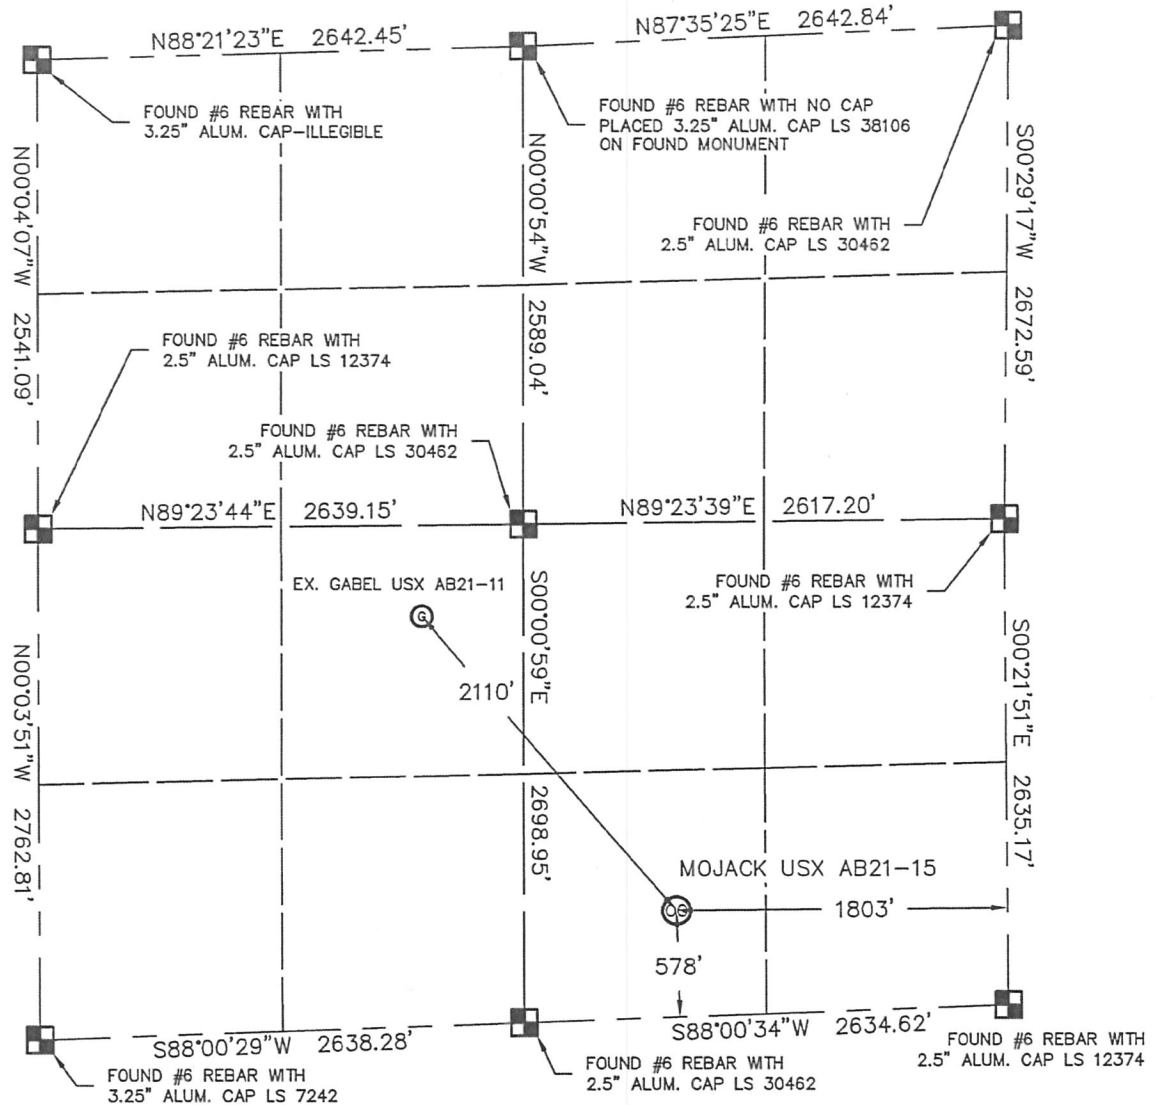 N88°21'23"E 2642.45'
N87°35'25"E 2642.84'
FOUND #6 REBAR WITH
3.25" ALUM. CAP-ILLEGIBLE
FOUND #6 REBAR WITH NO CAP
PLACED 3.25" ALUM. CAP LS 38106
ON FOUND MONUMENT
N00°04'07"W 2541.09'
N00°00'54"W 2589.04'
S00°29'17"W 2672.59'
FOUND #6 REBAR WITH
2.5" ALUM. CAP LS 30462
FOUND #6 REBAR WITH
2.5" ALUM. CAP LS 12374
FOUND #6 REBAR WITH
2.5" ALUM. CAP LS 30462
N89°23'44"E 2639.15'
N89°23'39"E 2617.20'
FOUND #6 REBAR WITH
2.5" ALUM. CAP LS 12374
EX. GABEL USX AB21-11
G
2110'
N00°03'51"W 2762.81'
S00°00'59"E 2698.95'
S00°21'51"E 2635.17'
MOJACK USX AB21-15
OG
1803'
578'
S88°00'29"W 2638.28'
S88°00'34"W 2634.62'
FOUND #6 REBAR WITH
3.25" ALUM. CAP LS 7242
FOUND #6 REBAR WITH
2.5" ALUM. CAP LS 30462
FOUND #6 REBAR WITH
2.5" ALUM. CAP LS 12374